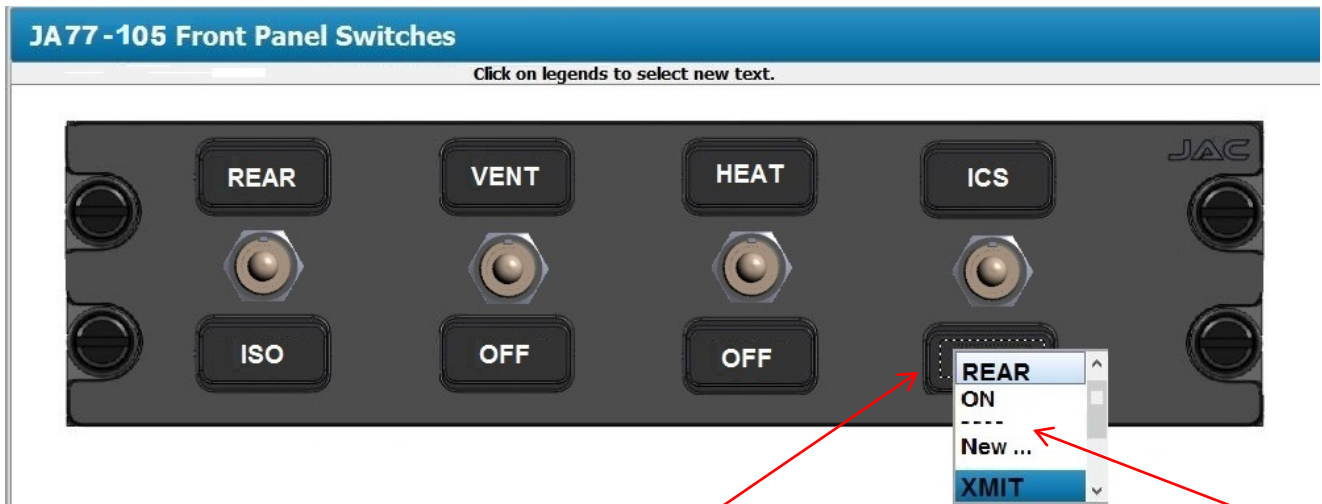 JA77-105 Front Panel Switches
Click on legends to select new text.
JAC
REAR VENT HEAT ICS
ISO OFF OFF
REAR
ON
----
New ...
XMIT